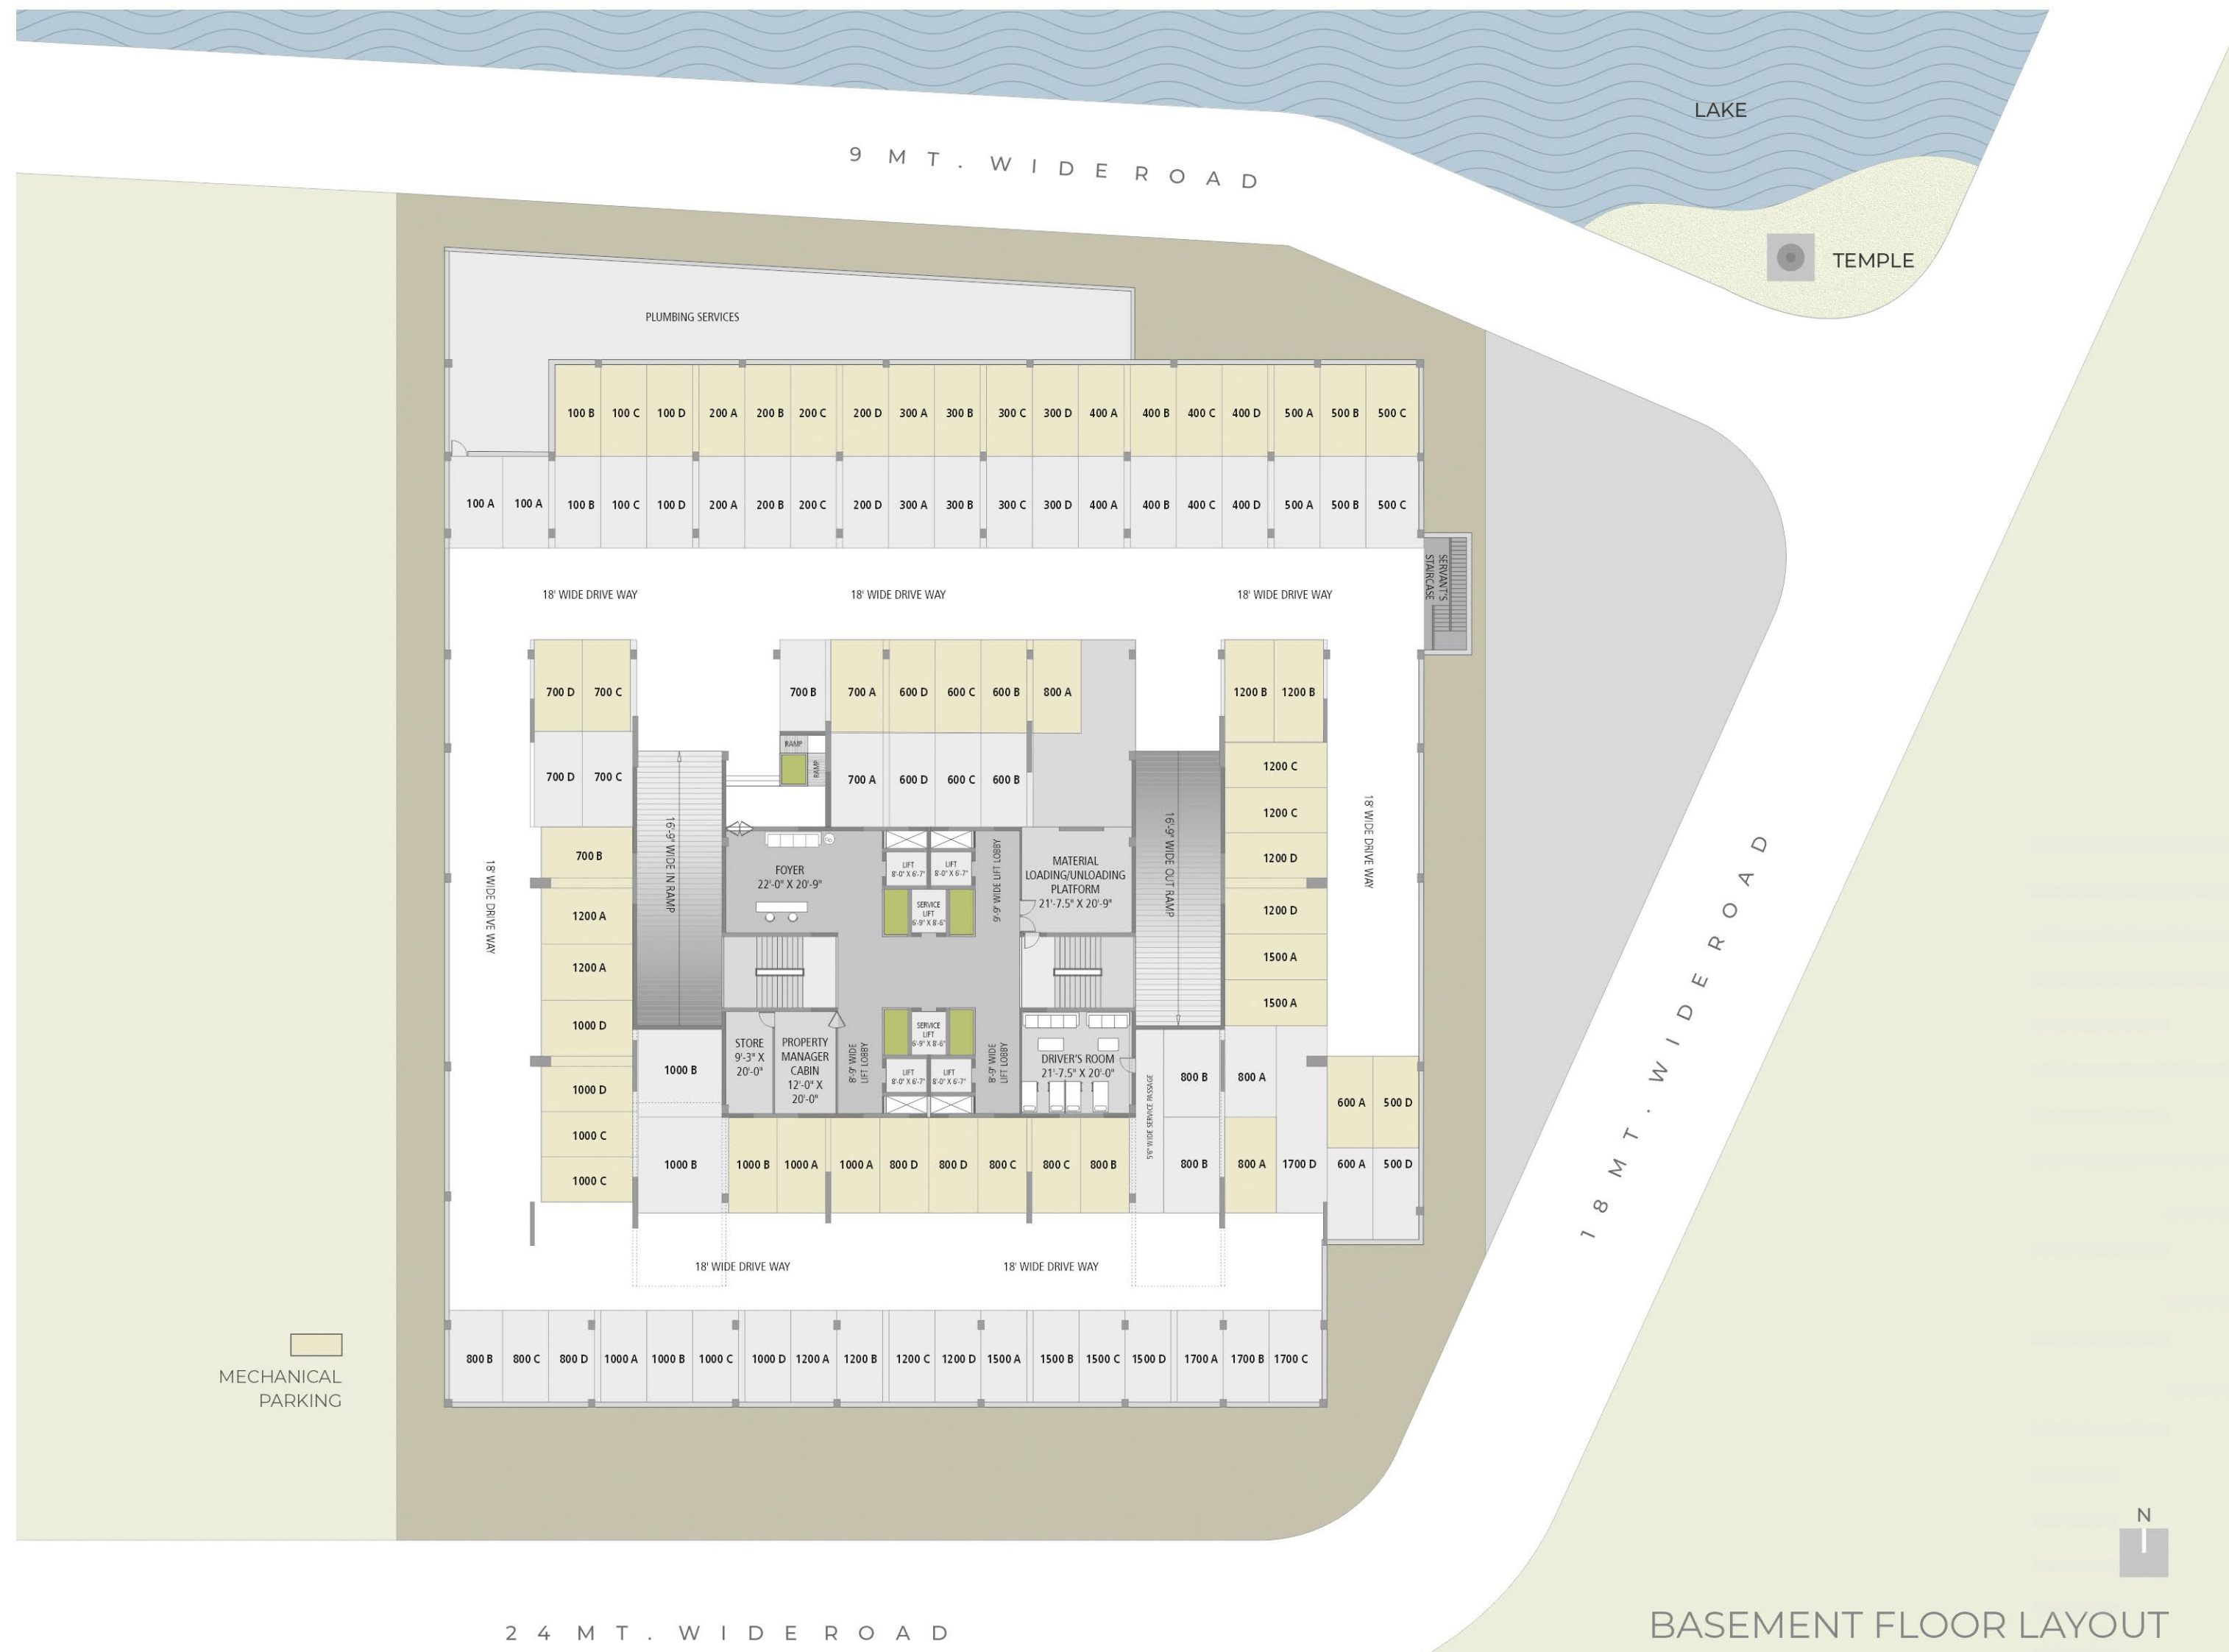 LAKE
9 MT. WIDE ROAD
TEMPLE
PLUMBING SERVICES
100 B 100 C 100 D 200 A 200 B 200 C 200 D 300 A 300 B 300 C 300 D 400 A 400 B 400 C 400 D 500 A 500 B 500 C
100 A 100 A 100 B 100 C 100 D 200 A 200 B 200 C 200 D 300 A 300 B 300 C 300 D 400 A 400 B 400 C 400 D 500 A 500 B 500 C
SERVANT'S
STAIRCASE
18' WIDE DRIVE WAY 18' WIDE DRIVE WAY 18' WIDE DRIVE WAY
700 D 700 C 700 B 700 A 600 D 600 C 600 B 800 A 1200 B 1200 B
RAMP
RAMP
700 D 700 C 700 A 600 D 600 C 600 B 1200 C
1200 C
18' WIDE DRIVE WAY
16'-9" WIDE IN RAMP
16'-9" WIDE OUT RAMP
18' WIDE DRIVE WAY
700 B
1200 A
1200 A
1000 D
1000 D
1000 C
1000 C
FOYER
22'-0" X 20'-9"
LIFT
8'-0" X 6'-7"
LIFT
8'-0" X 6'-7"
SERVICE
LIFT
6'-9" X 8'-6"
9'-9" WIDE LIFT LOBBY
MATERIAL
LOADING/UNLOADING
PLATFORM
21'-7.5" X 20'-9"
1200 D
1200 D
1500 A
1500 A
1000 B
1000 B
STORE
9'-3" X
20'-0"
PROPERTY
MANAGER
CABIN
12'-0" X
20'-0"
8'-9" WIDE
LIFT LOBBY
SERVICE
LIFT
6'-9" X 8'-6"
LIFT
8'-0" X 6'-7"
LIFT
8'-0" X 6'-7"
8'-9" WIDE
LIFT LOBBY
DRIVER'S ROOM
21'-7.5" X 20'-0"
5'8" WIDE SERVICE PASSAGE
800 B 800 A
600 A 500 D
1000 B 1000 A 1000 A 800 D 800 D 800 C 800 C 800 B 800 B 800 A 1700 D 600 A 500 D
18' WIDE DRIVE WAY 18' WIDE DRIVE WAY
18 MT. WIDE ROAD
800 B 800 C 800 D 1000 A 1000 B 1000 C 1000 D 1200 A 1200 B 1200 C 1200 D 1500 A 1500 B 1500 C 1500 D 1700 A 1700 B 1700 C
MECHANICAL
PARKING
N
BASEMENT FLOOR LAYOUT
24 MT. WIDE ROAD